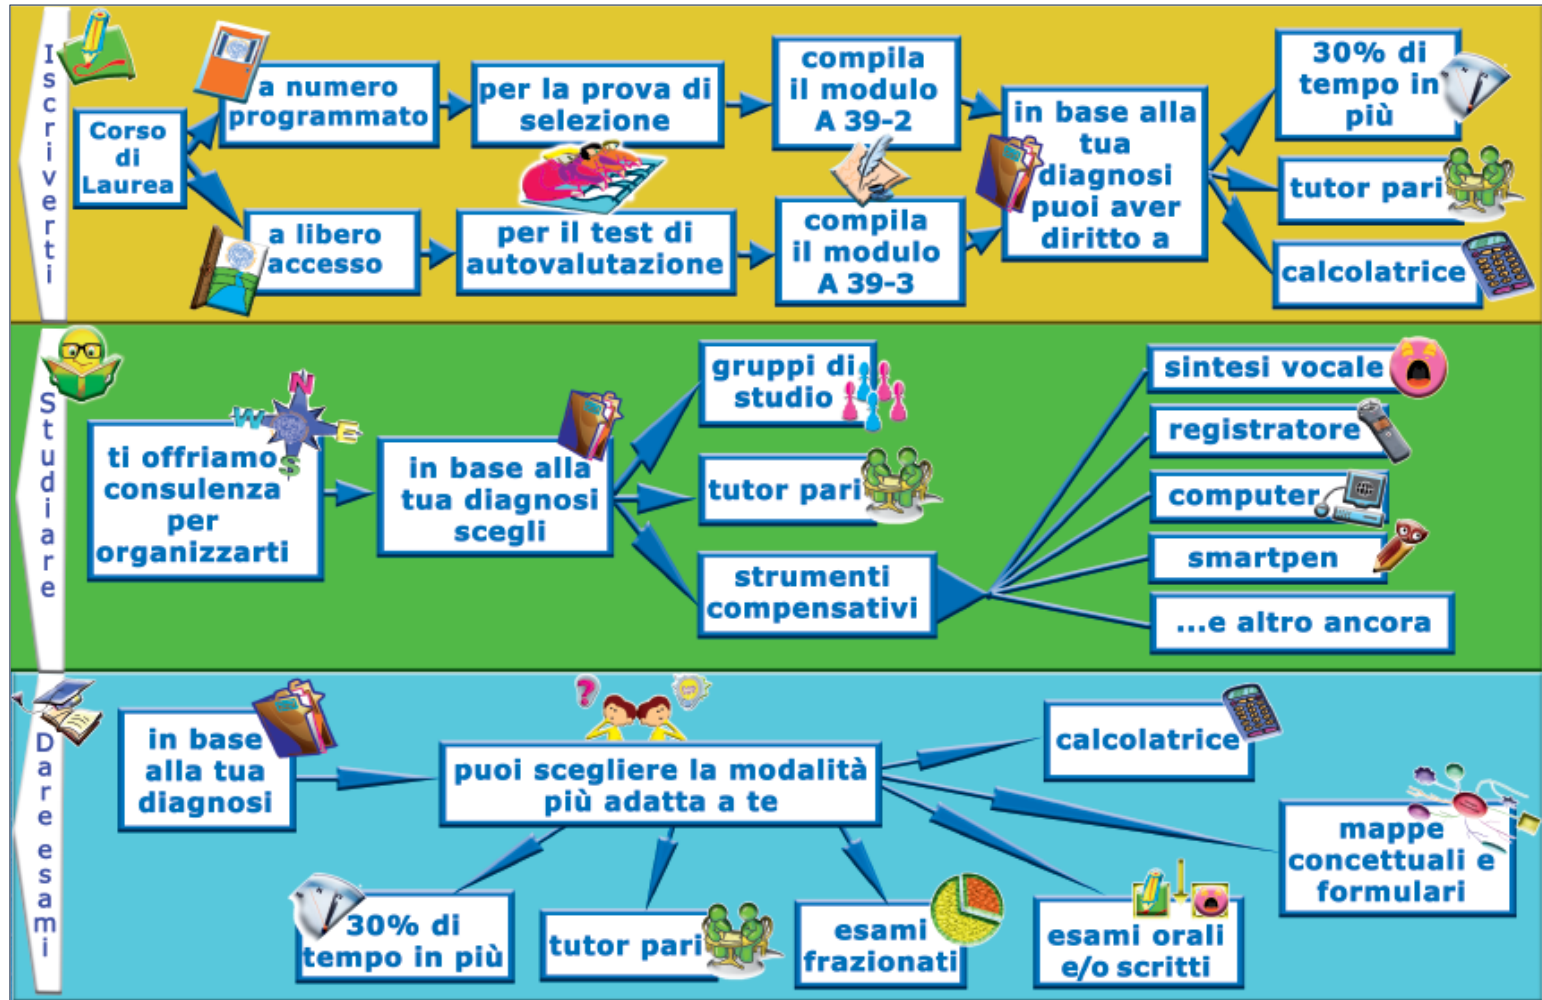 Iscriverti
Corso
di
Laurea
a numero
programmato
per la prova di
selezione
compila
il modulo
A 39-2
a libero
accesso
per il test di
autovalutazione
compila
il modulo
A 39-3
in base alla
tua
diagnosi
puoi aver
diritto a
30% di
tempo in
più
tutor pari
calcolatrice
Studiare
ti offriamo
consulenza
per
organizzarti
N
W
E
S
in base alla
tua diagnosi
scegli
gruppi di
studio
tutor pari
strumenti
compensativi
sintesi vocale
registratore
computer
smartpen
...e altro ancora
Dare esami
in base
alla tua
diagnosi
?
puoi scegliere la modalità
più adatta a te
calcolatrice
mappe
concettuali e
formulari
30% di
tempo in più
tutor pari
esami
frazionati
esami orali
e/o scritti